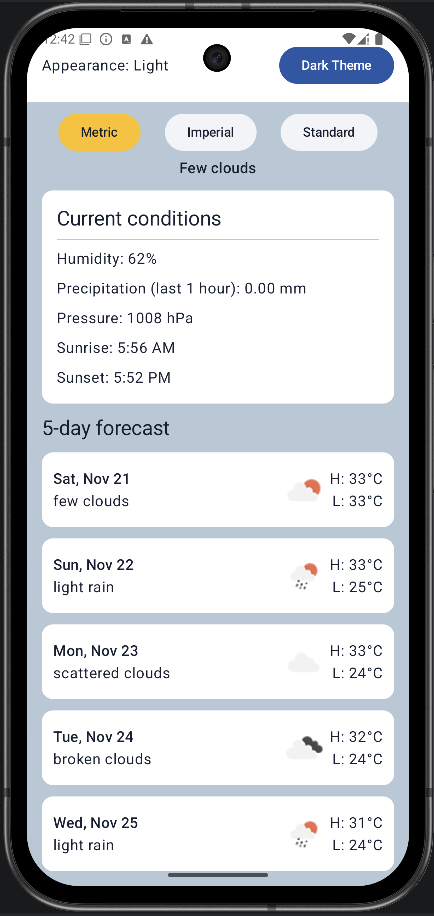 12:42
Appearance: Light
Dark Theme
Metric
Imperial
Standard
Few clouds
Current conditions
Humidity: 62%
Precipitation (last 1 hour): 0.00 mm
Pressure: 1008 hPa
Sunrise: 5:56 AM
Sunset: 5:52 PM
5-day forecast
Sat, Nov 21
few clouds
H: 33°C
L: 33°C
Sun, Nov 22
light rain
H: 33°C
L: 25°C
Mon, Nov 23
scattered clouds
H: 33°C
L: 24°C
Tue, Nov 24
broken clouds
H: 32°C
L: 24°C
Wed, Nov 25
light rain
H: 31°C
L: 24°C